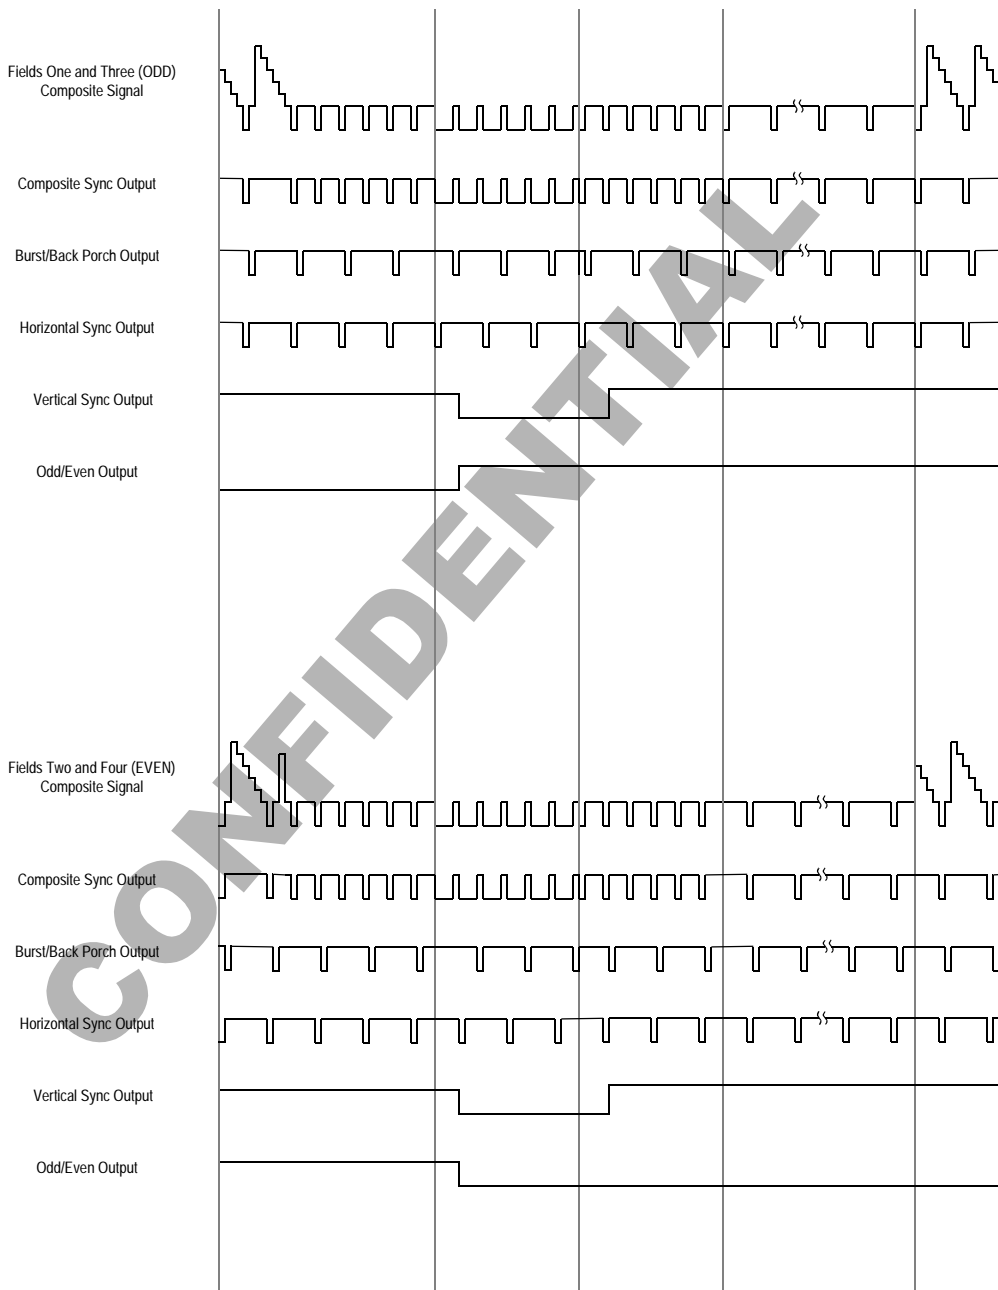 Fields One and Three (ODD)
Composite Signal
Composite Sync Output
Burst/Back Porch Output
Horizontal Sync Output
Vertical Sync Output
Odd/Even Output
CONFIDENTIAL
Fields Two and Four (EVEN)
Composite Signal
Composite Sync Output
Burst/Back Porch Output
Horizontal Sync Output
Vertical Sync Output
Odd/Even Output